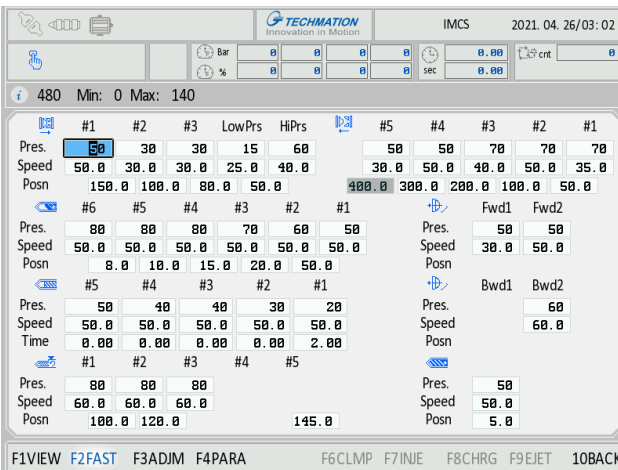 TECHMATION
Innovation in Motion
IMCS 2021. 04. 26/03: 02
Bar 0 0 0 0 0.00 cnt 0
% 0 0 0 0 sec 0.00
i 480 Min: 0 Max: 140
#1 #2 #3 LowPrs HiPrs #5 #4 #3 #2 #1
Pres. 50 30 30 15 60 50 50 70 70 70
Speed 50.0 30.0 30.0 25.0 40.0 30.0 50.0 40.0 50.0 35.0
Posn 150.0 100.0 80.0 50.0 400.0 300.0 200.0 100.0 50.0
#6 #5 #4 #3 #2 #1 Fwd1 Fwd2
Pres. 80 80 80 70 60 50 Pres. 50 50
Speed 50.0 50.0 50.0 50.0 50.0 50.0 Speed 30.0 50.0
Posn 8.0 10.0 15.0 20.0 50.0 Posn
#5 #4 #3 #2 #1 Bwd1 Bwd2
Pres. 50 40 40 30 20 Pres. 60
Speed 50.0 50.0 50.0 50.0 50.0 Speed 60.0
Time 0.00 0.00 0.00 0.00 2.00 Posn
#1 #2 #3 #4 #5
Pres. 80 80 80 Pres. 50
Speed 60.0 60.0 60.0 Speed 50.0
Posn 100.0 120.0 145.0 Posn 5.0
F1VIEW F2FAST F3ADJM F4PARA F6CLMP F7INJE F8CHRG F9EJET 10BACK